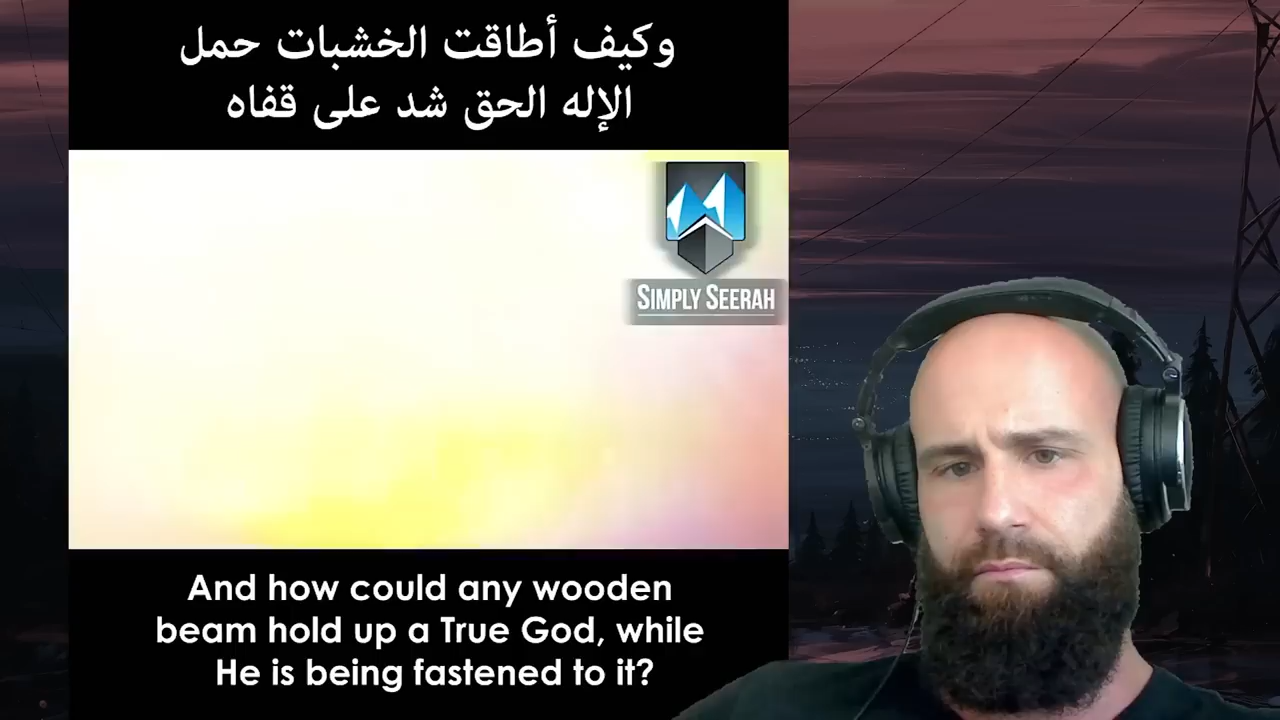 وكيف أطاقت الخشبات حمل
الإله الحق شد على قفاه
SIMPLY SEERAH
And how could any wooden
beam hold up a True God, while
He is being fastened to it?